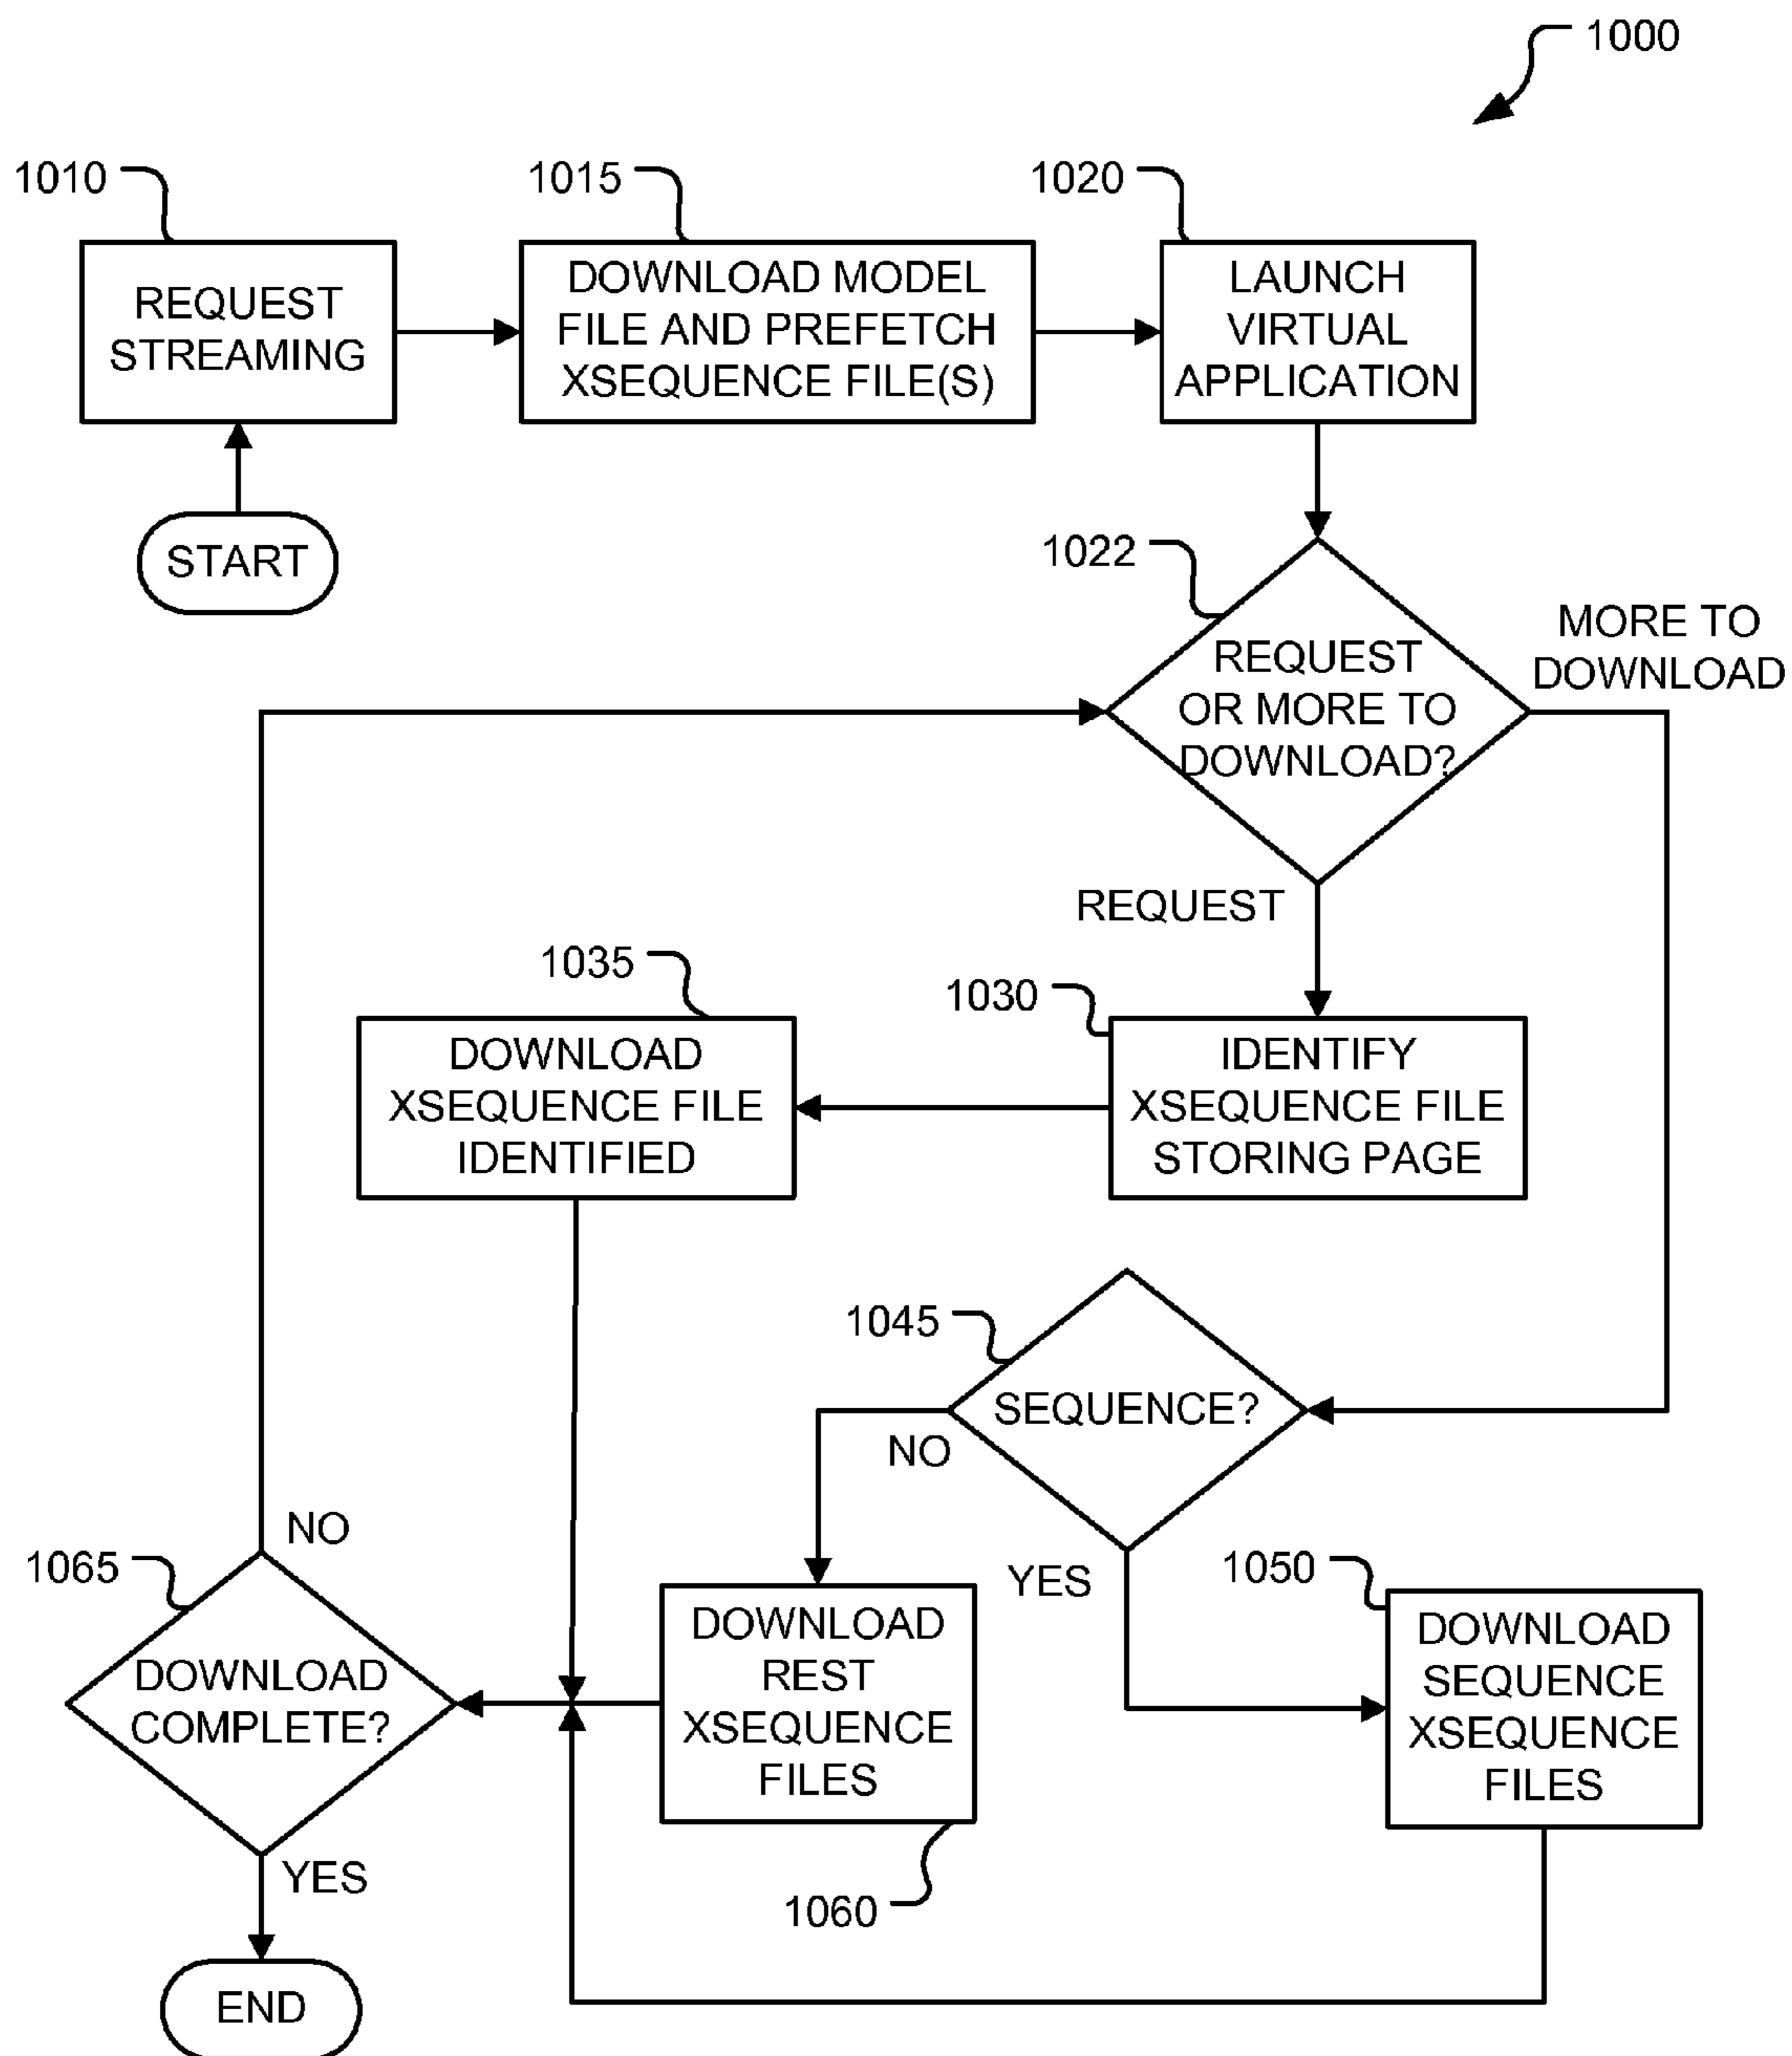 1000
1010
1015
1020
REQUEST
STREAMING
DOWNLOAD MODEL
FILE AND PREFETCH
XSEQUENCE FILE(S)
LAUNCH
VIRTUAL
APPLICATION
START
1022
REQUEST
OR MORE TO
DOWNLOAD?
MORE TO
DOWNLOAD
REQUEST
1035
1030
DOWNLOAD
XSEQUENCE FILE
IDENTIFIED
IDENTIFY
XSEQUENCE FILE
STORING PAGE
1045
SEQUENCE?
NO
YES
NO
1065
DOWNLOAD
COMPLETE?
DOWNLOAD
REST
XSEQUENCE
FILES
1050
DOWNLOAD
SEQUENCE
XSEQUENCE
FILES
YES
1060
END